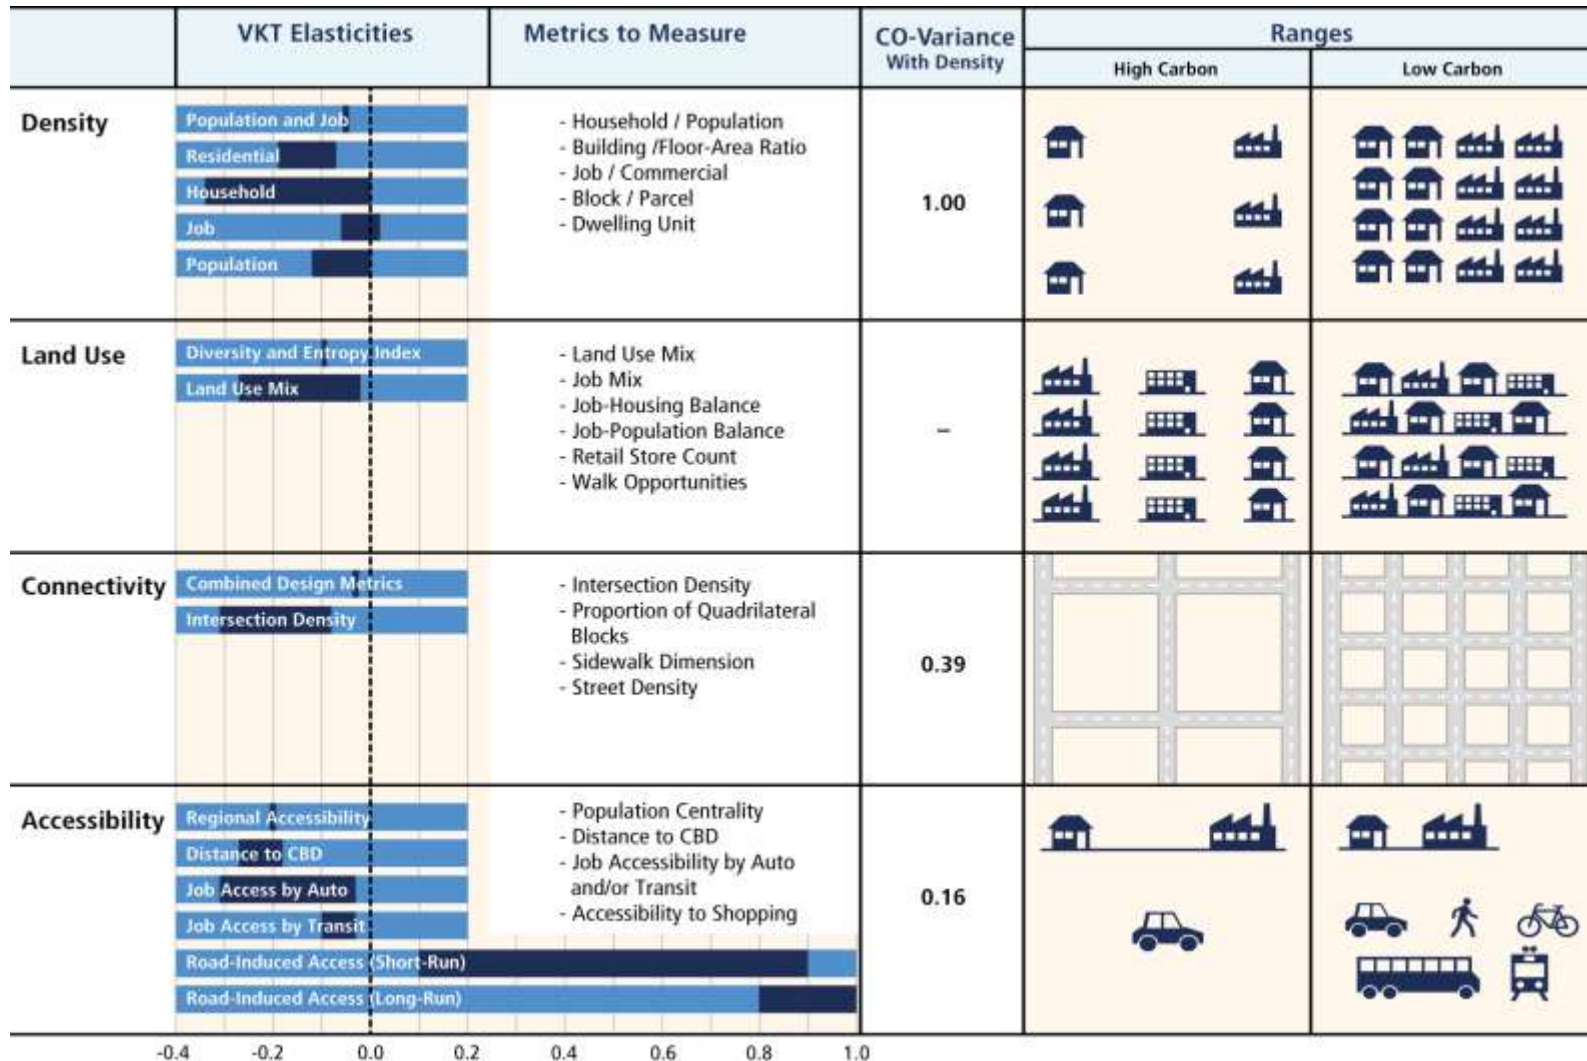 VKT Elasticities
Metrics to Measure
CO-Variance
With Density
Ranges
High Carbon
Low Carbon
Density
Population and Job
Residential
Household
Job
Population
- Household / Population
- Building /Floor-Area Ratio
- Job / Commercial
- Block / Parcel
- Dwelling Unit
1.00
Land Use
Diversity and Entropy Index
Land Use Mix
- Land Use Mix
- Job Mix
- Job-Housing Balance
- Job-Population Balance
- Retail Store Count
- Walk Opportunities
–
Connectivity
Combined Design Metrics
Intersection Density
- Intersection Density
- Proportion of Quadrilateral
Blocks
- Sidewalk Dimension
- Street Density
0.39
Accessibility
Regional Accessibility
Distance to CBD
Job Access by Auto
Job Access by Transit
Road-Induced Access (Short-Run)
Road-Induced Access (Long-Run)
- Population Centrality
- Distance to CBD
- Job Accessibility by Auto
and/or Transit
- Accessibility to Shopping
0.16
-0.4 -0.2 0.0 0.2 0.4 0.6 0.8 1.0